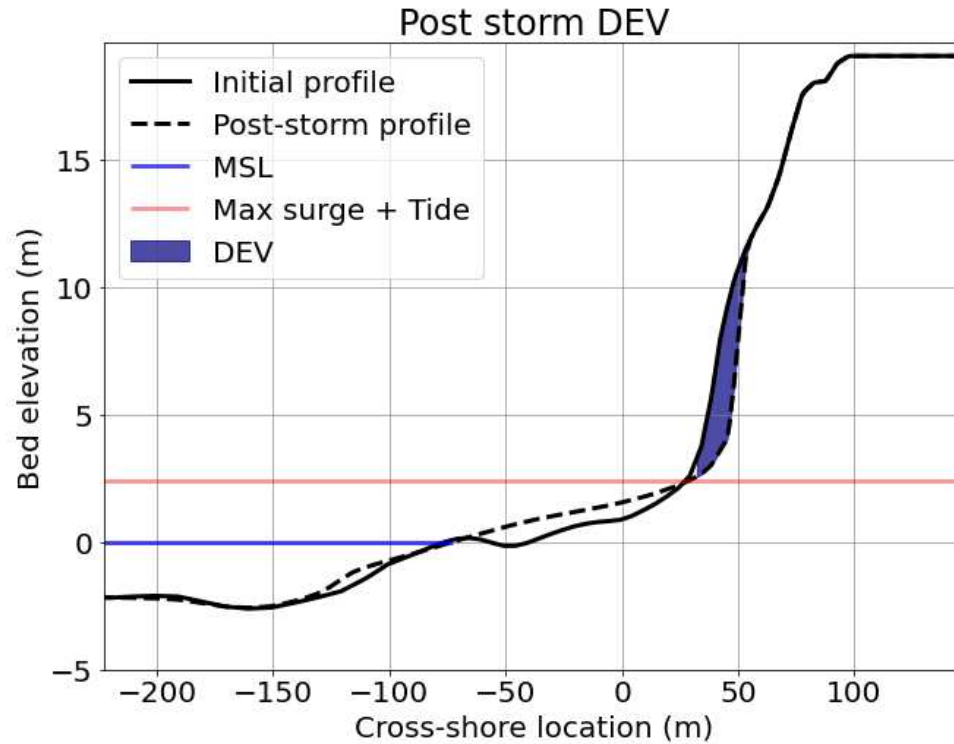 Post storm DEV
Initial profile
Post-storm profile
MSL
Max surge + Tide
DEV
Bed elevation (m)
15
10
5
0
−5
−200
−150
−100
−50
0
50
100
Cross-shore location (m)